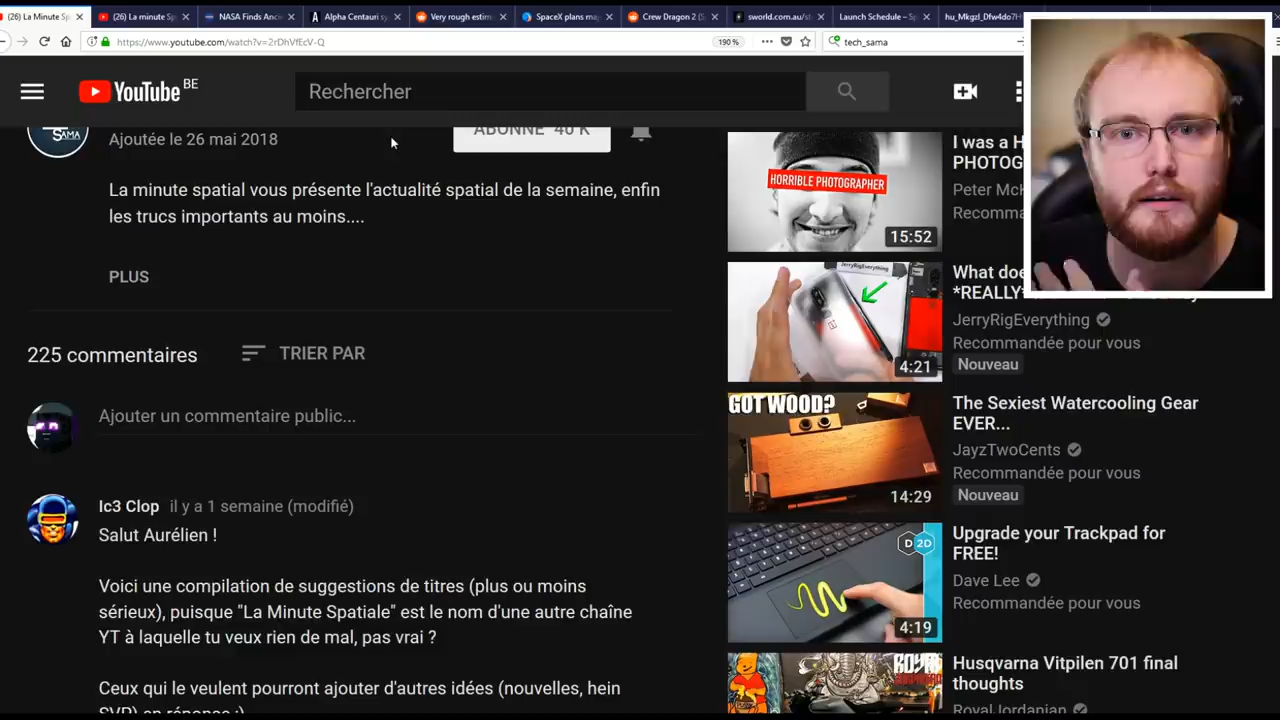 (26) La Minute S
(26) La minute Sp
NASA Finds Anci
Alpha Centauri sy
Very rough estim
SpaceX plans ma
Crew Dragon 2 (S
sworld.com.au/st
Launch Schedule – Sp
hu_Mkgzl_Dfw4do7H
https://www.youtube.com/watch?v=2rDhVfEcV-Q
190 %
tech_sama
YouTube BE
Rechercher
SAMA
Ajoutée le 26 mai 2018
ABONNÉ 40 K
La minute spatial vous présente l'actualité spatial de la semaine, enfin
les trucs importants au moins....
PLUS
225 commentaires
TRIER PAR
Ajouter un commentaire public...
Ic3 Clop il y a 1 semaine (modifié)
Salut Aurélien !
Voici une compilation de suggestions de titres (plus ou moins
sérieux), puisque "La Minute Spatiale" est le nom d'une autre chaîne
YT à laquelle tu veux rien de mal, pas vrai ?
Ceux qui le veulent pourront ajouter d'autres idées (nouvelles, hein
SVP) en réponse :)
HORRIBLE PHOTOGRAPHER
15:52
I was a H
PHOTOG
Peter McK
Recomma
JerryRigEverything
4:21
What doe
*REALLY*
JerryRigEverything
Recommandée pour vous
Nouveau
GOT WOOD?
14:29
The Sexiest Watercooling Gear
EVER...
JayzTwoCents
Recommandée pour vous
Nouveau
D2D
4:19
Upgrade your Trackpad for
FREE!
Dave Lee
Recommandée pour vous
Husqvarna Vitpilen 701 final
thoughts
RoyalJordanian